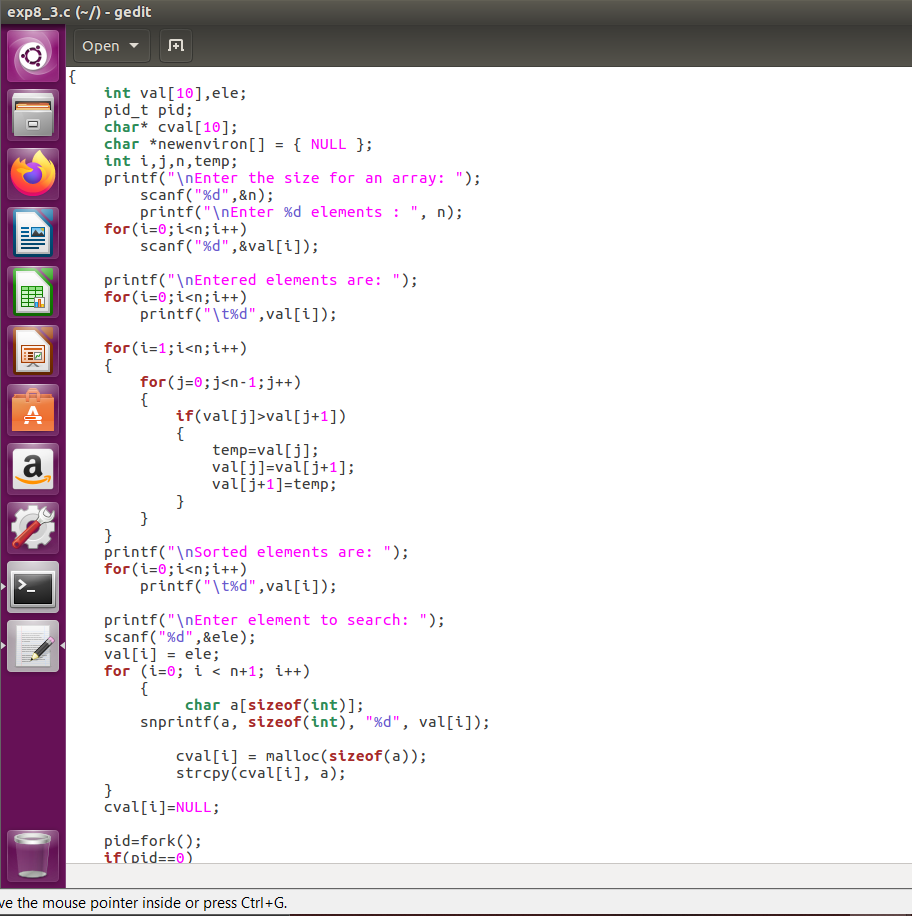 exp8_3.c (~/) - gedit
Open
{
    int val[10],ele;
    pid_t pid;
    char* cval[10];
    char *newenviron[] = { NULL };
    int i,j,n,temp;
    printf("\nEnter the size for an array: ");
        scanf("%d",&n);
        printf("\nEnter %d elements : ", n);
    for(i=0;i<n;i++)
        scanf("%d",&val[i]);

    printf("\nEntered elements are: ");
    for(i=0;i<n;i++)
        printf("\t%d",val[i]);

    for(i=1;i<n;i++)
    {
        for(j=0;j<n-1;j++)
        {
            if(val[j]>val[j+1])
            {
                temp=val[j];
                val[j]=val[j+1];
                val[j+1]=temp;
            }
        }
    }
    printf("\nSorted elements are: ");
    for(i=0;i<n;i++)
        printf("\t%d",val[i]);

    printf("\nEnter element to search: ");
    scanf("%d",&ele);
    val[i] = ele;
    for (i=0; i < n+1; i++)
        {
             char a[sizeof(int)];
        snprintf(a, sizeof(int), "%d", val[i]);

            cval[i] = malloc(sizeof(a));
            strcpy(cval[i], a);
    }
    cval[i]=NULL;

    pid=fork();
    if(pid==0)
ve the mouse pointer inside or press Ctrl+G.